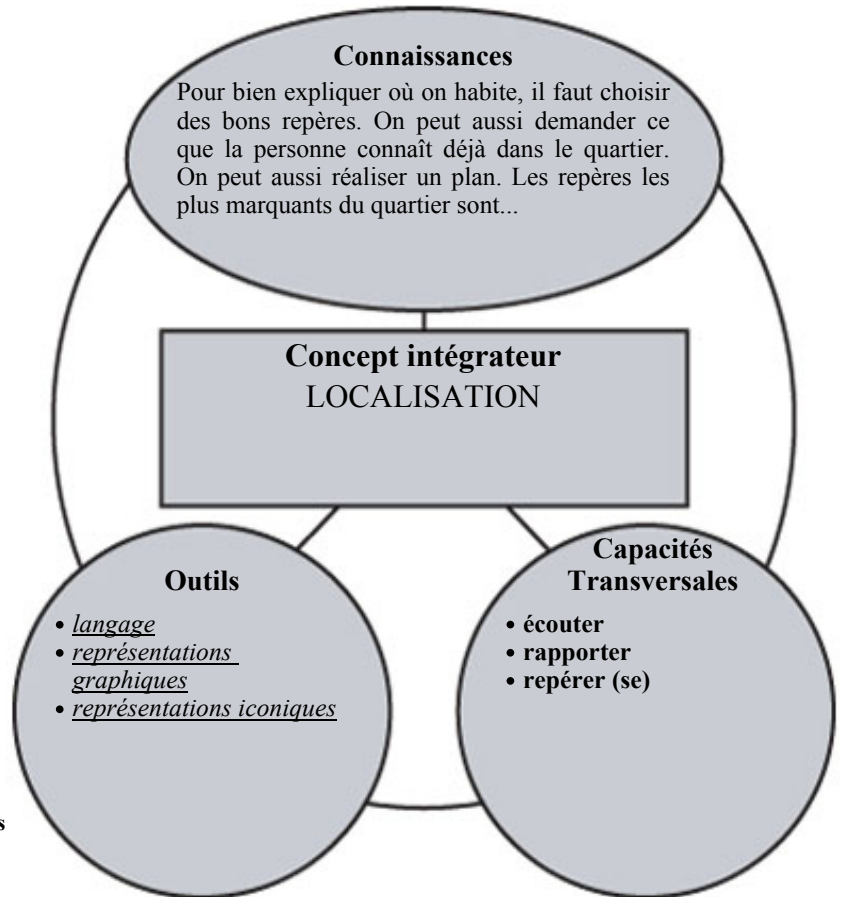 Connaissances
Pour bien expliquer où on habite, il faut choisir
des bons repères. On peut aussi demander ce
que la personne connaît déjà dans le quartier.
On peut aussi réaliser un plan. Les repères les
plus marquants du quartier sont...
Concept intégrateur
LOCALISATION
Outils
• langage
• représentations
graphiques
• représentations iconiques
Capacités
Transversales
• écouter
• rapporter
• repérer (se)
s